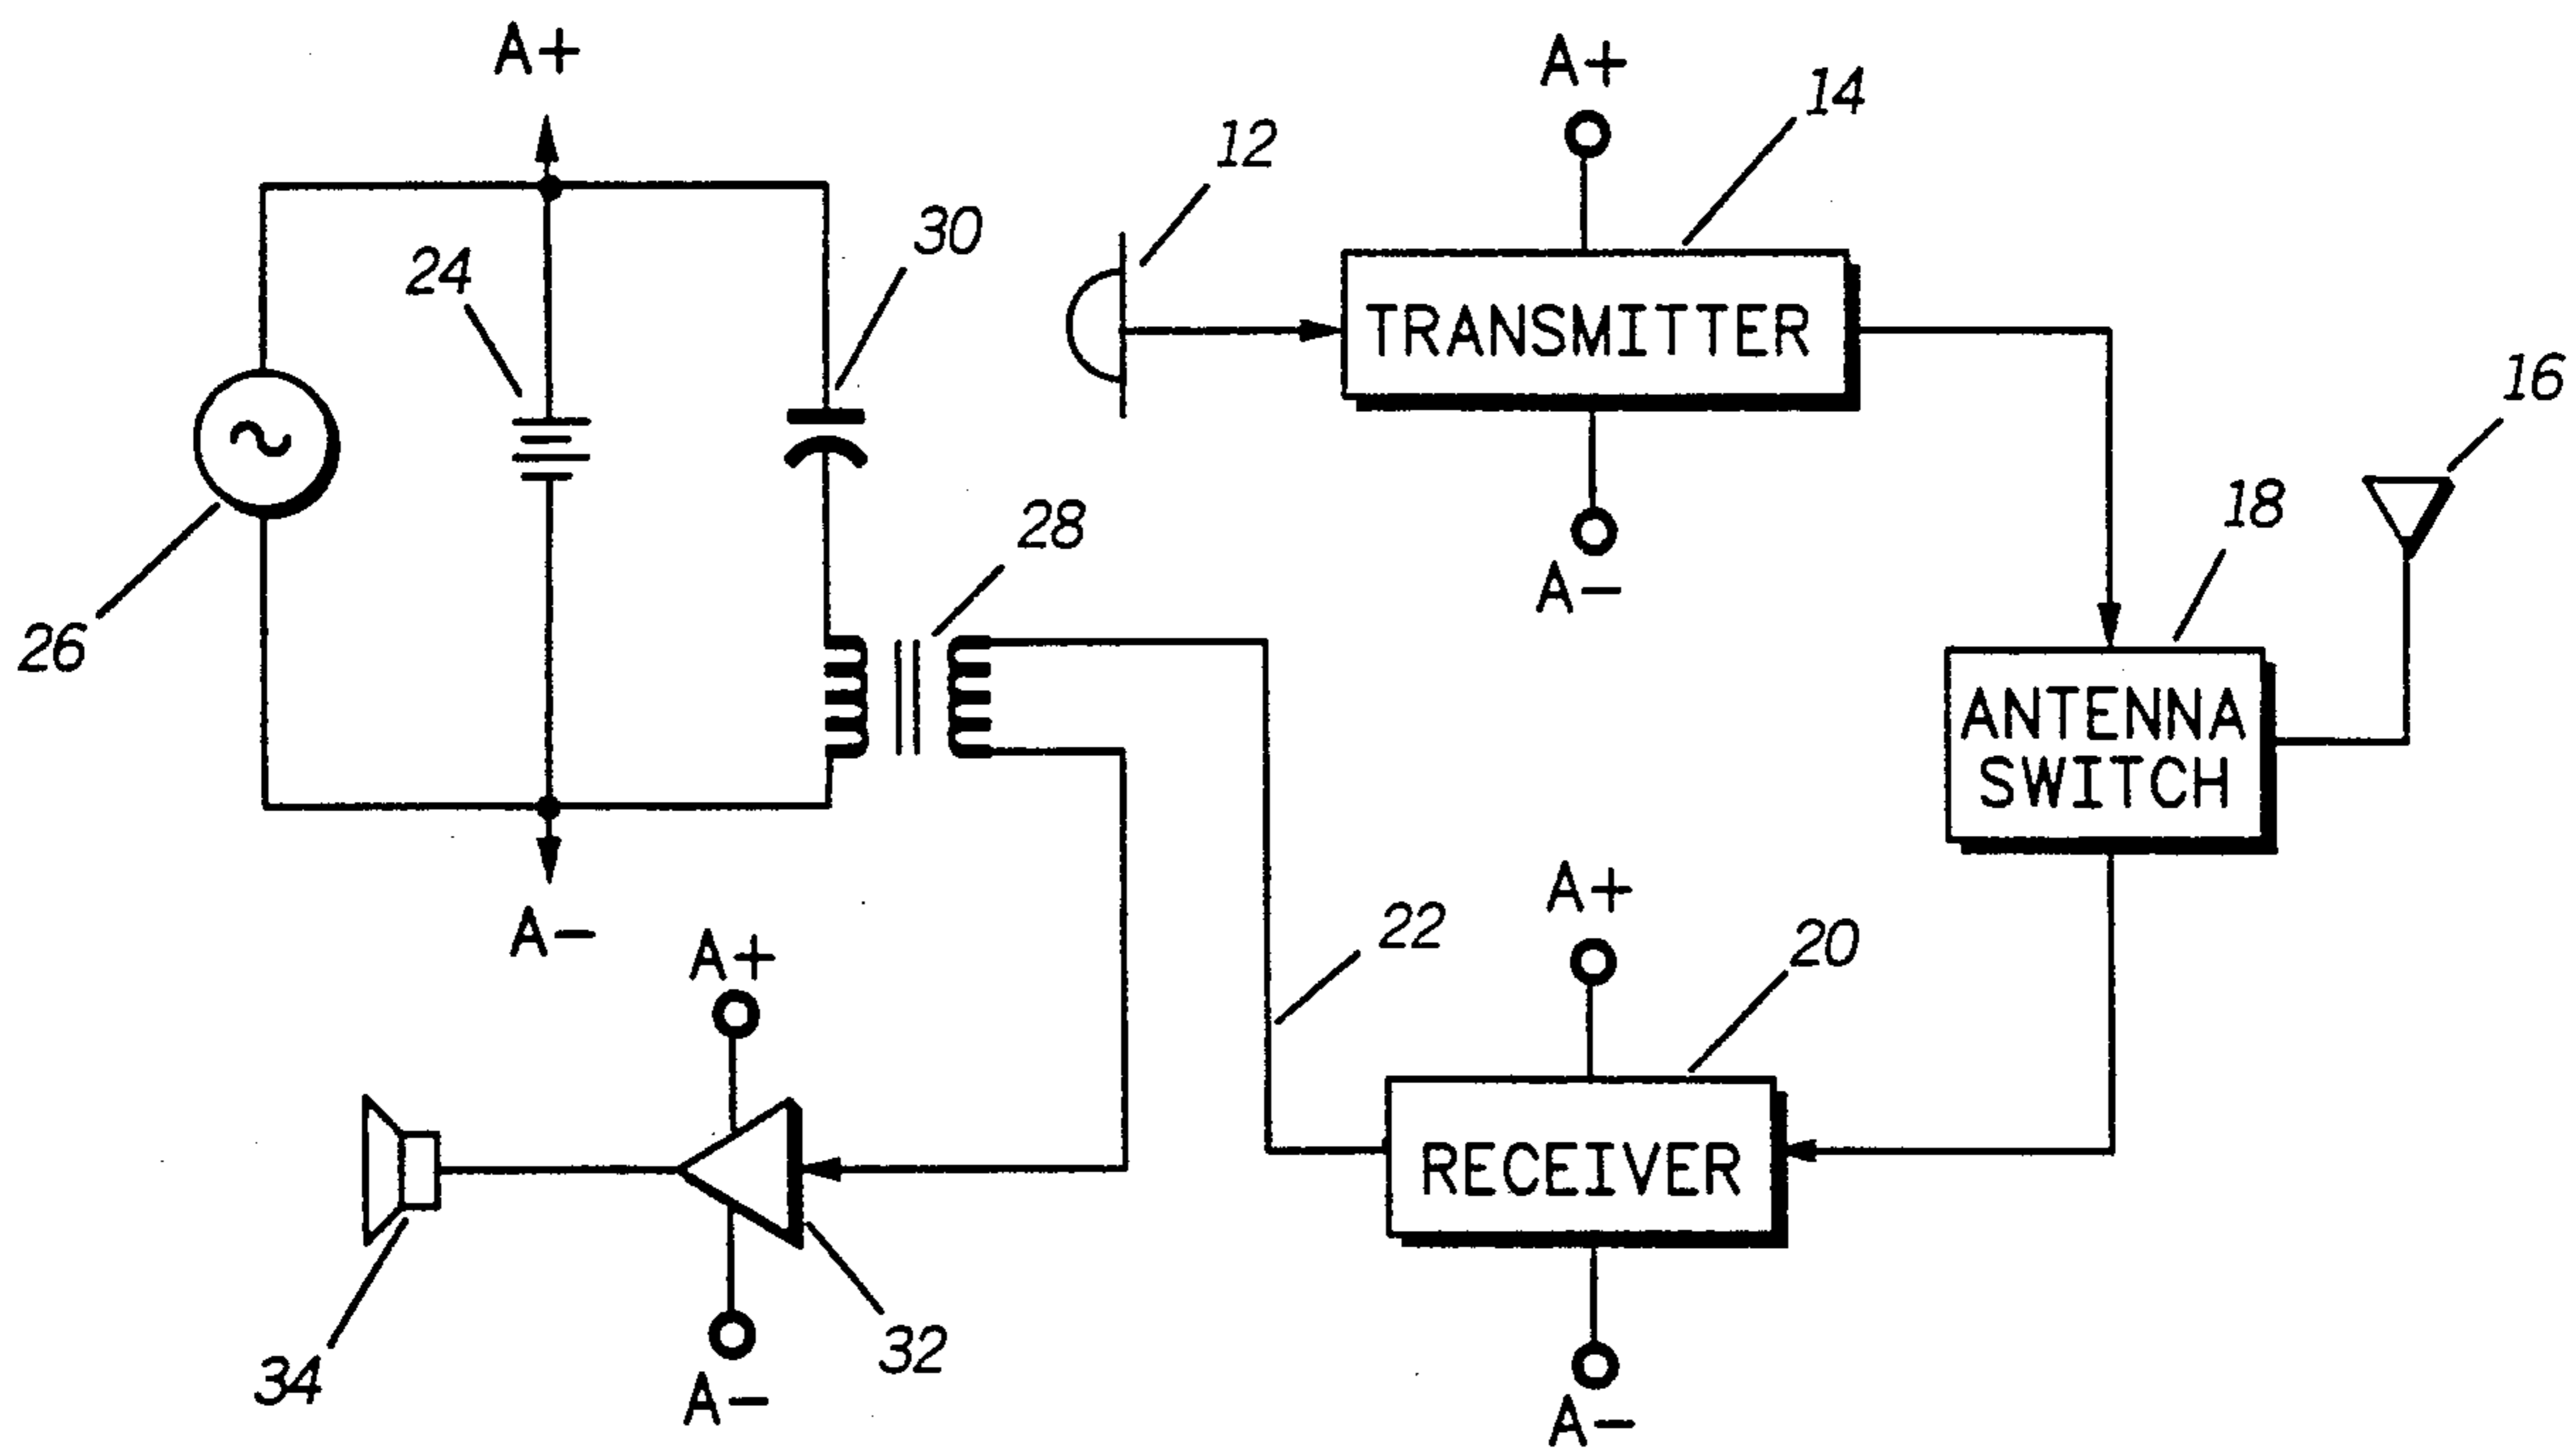 A+
A+
14
12
30
24
TRANSMITTER
16
18
28
A-
26
ANTENNA
SWITCH
A+
22
A-
A+
20
RECEIVER
32
34
A-
A-